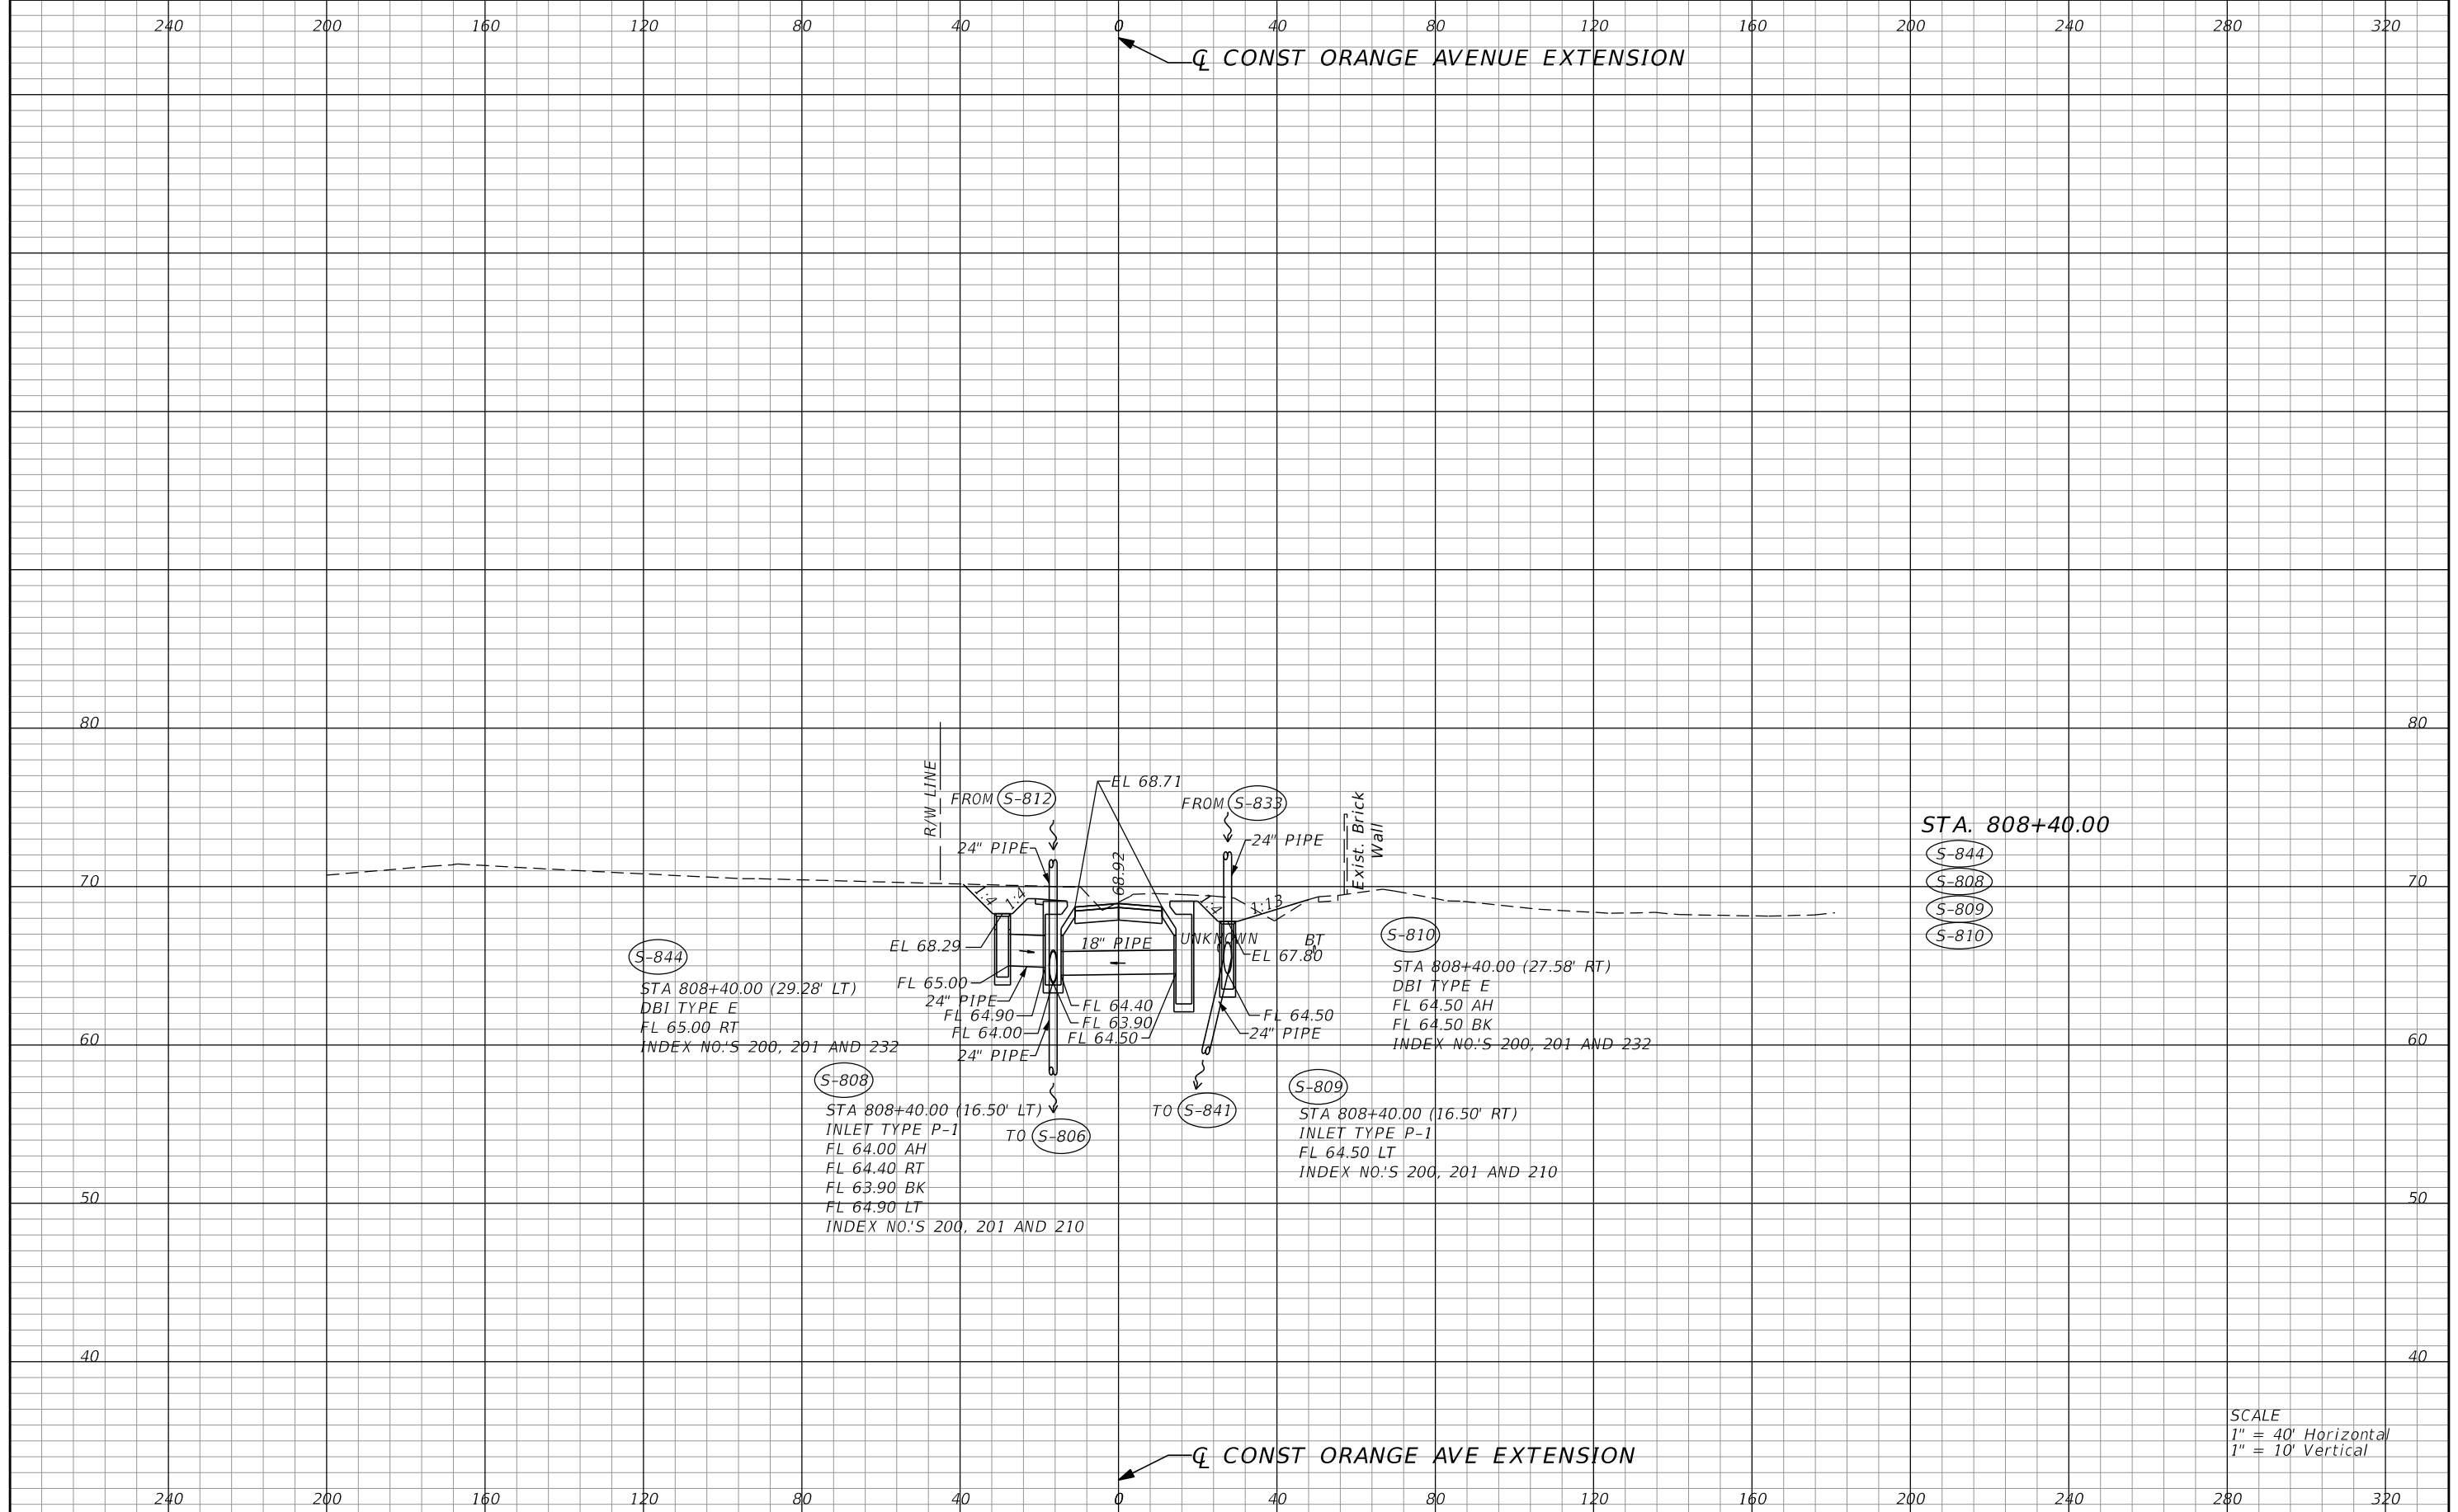 240 200 160 120 80 40 0 40 80 120 160 200 240 280 320
℄ CONST ORANGE AVENUE EXTENSION
80 80
R/W LINE
FROM S-812
EL 68.71
FROM S-833
24" PIPE
24" PIPE
Exist. Brick
Wall
STA. 808+40.00
S-844
S-808
S-809
S-810
70 70
68.92
1:4
1:4
1:4
1:13
EL 68.29
18" PIPE
UNKNOWN
BT
EL 67.80
FL 65.00
24" PIPE
FL 64.90
FL 64.00
24" PIPE
FL 64.40
FL 63.90
FL 64.50
FL 64.50
24" PIPE
S-844
STA 808+40.00 (29.28' LT)
DBI TYPE E
FL 65.00 RT
INDEX NO.'S 200, 201 AND 232
S-810
STA 808+40.00 (27.58' RT)
DBI TYPE E
FL 64.50 AH
FL 64.50 BK
INDEX NO.'S 200, 201 AND 232
60 60
S-808
STA 808+40.00 (16.50' LT)
INLET TYPE P-1
FL 64.00 AH
FL 64.40 RT
FL 63.90 BK
FL 64.90 LT
INDEX NO.'S 200, 201 AND 210
TO S-806
TO S-841
S-809
STA 808+40.00 (16.50' RT)
INLET TYPE P-1
FL 64.50 LT
INDEX NO.'S 200, 201 AND 210
50 50
40 40
SCALE
1" = 40' Horizontal
1" = 10' Vertical
℄ CONST ORANGE AVE EXTENSION
240 200 160 120 80 40 0 40 80 120 160 200 240 280 320